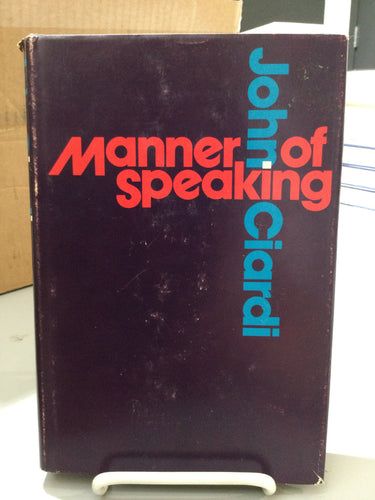 Manner of
speaking
John Ciardi